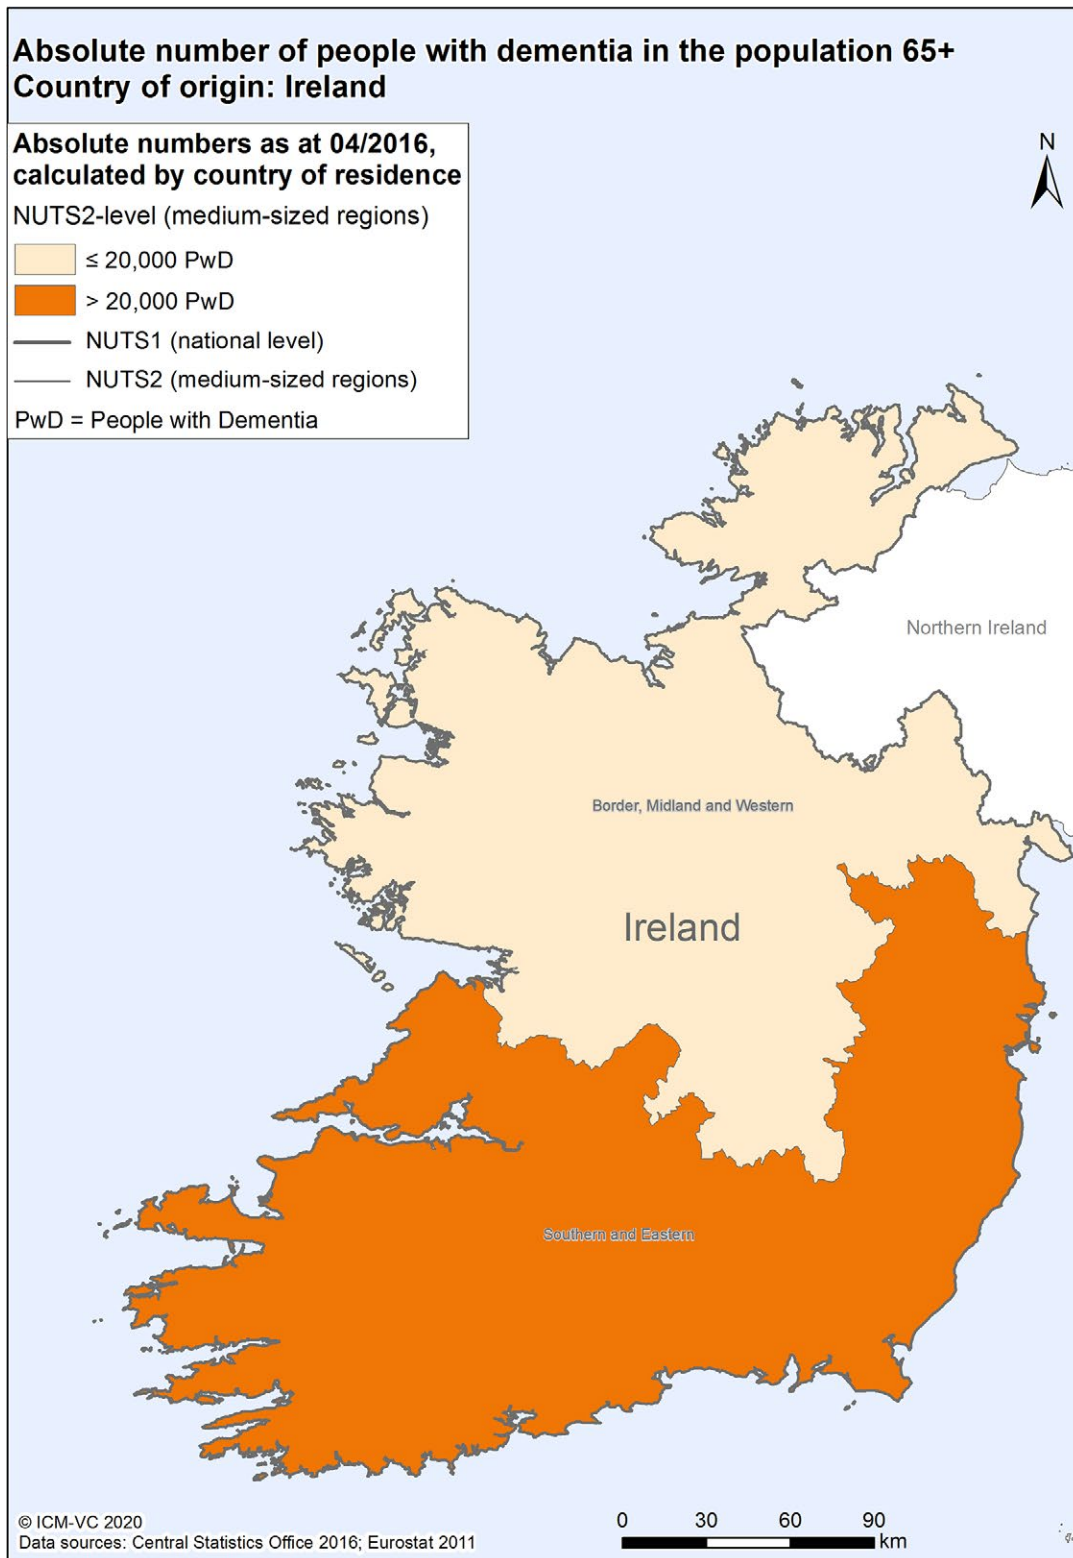 Absolute number of people with dementia in the population 65+
Country of origin: Ireland
Absolute numbers as at 04/2016,
calculated by country of residence
NUTS2-level (medium-sized regions)
≤ 20,000 PwD
> 20,000 PwD
NUTS1 (national level)
NUTS2 (medium-sized regions)
PwD = People with Dementia
N
Northern Ireland
Border, Midland and Western
Ireland
Southern and Eastern
© ICM-VC 2020
Data sources: Central Statistics Office 2016; Eurostat 2011
0 30 60 90
km